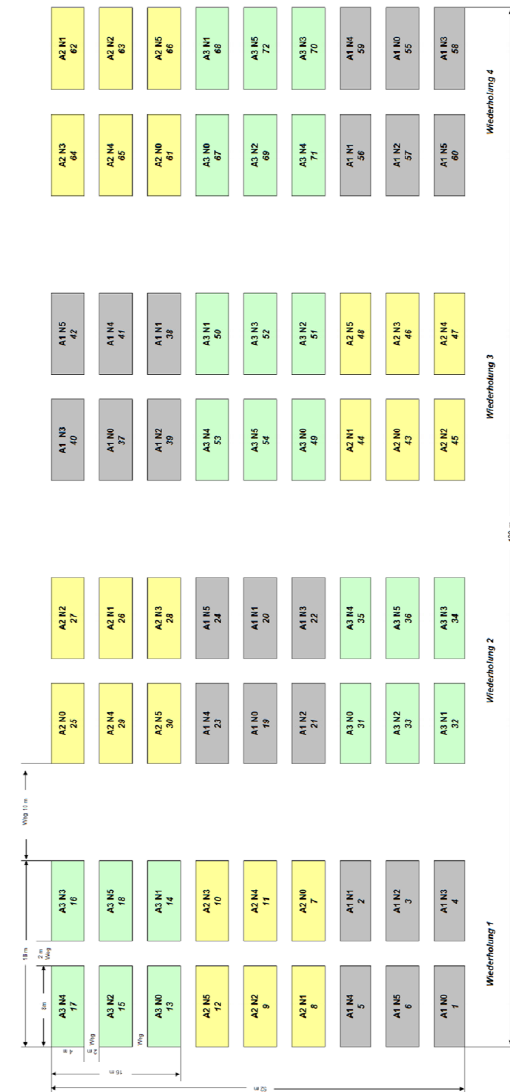 Weg 10 m
18 m
2 m
Weg
8m
A3 N4 A3 N3 A2 N0 A2 N2 A1 N3 A1 N5 A2 N3 A2 N1
17 16 25 27 40 42 64 62
4 m
Weg
2 m
A3 N2 A3 N5 A2 N4 A2 N1 A1 N0 A1 N4 A2 N4 A2 N2
15 18 29 26 37 41 65 63
Weg
16 m
A3 N0 A3 N1 A2 N5 A2 N3 A1 N2 A1 N1 A2 N0 A2 N5
13 14 30 28 39 38 61 66
A2 N5 A2 N3 A1 N4 A1 N5 A3 N4 A3 N1 A3 N0 A3 N1
12 10 23 24 53 50 67 68
A2 N2 A2 N4 A1 N0 A1 N1 A3 N5 A3 N3 A3 N2 A3 N5
9 11 19 20 54 52 69 72
A2 N1 A2 N0 A1 N2 A1 N3 A3 N0 A3 N2 A3 N4 A3 N3
8 7 21 22 49 51 71 70
52 m
A1 N4 A1 N1 A3 N0 A3 N4 A2 N1 A2 N5 A1 N1 A1 N4
5 2 31 35 44 48 56 59
A1 N5 A1 N2 A3 N2 A3 N5 A2 N0 A2 N3 A1 N2 A1 N0
6 3 33 36 43 46 57 55
A1 N0 A1 N3 A3 N1 A3 N3 A2 N2 A2 N4 A1 N5 A1 N3
1 4 32 34 45 47 60 58
Wiederholung 1 Wiederholung 2 Wiederholung 3 Wiederholung 4